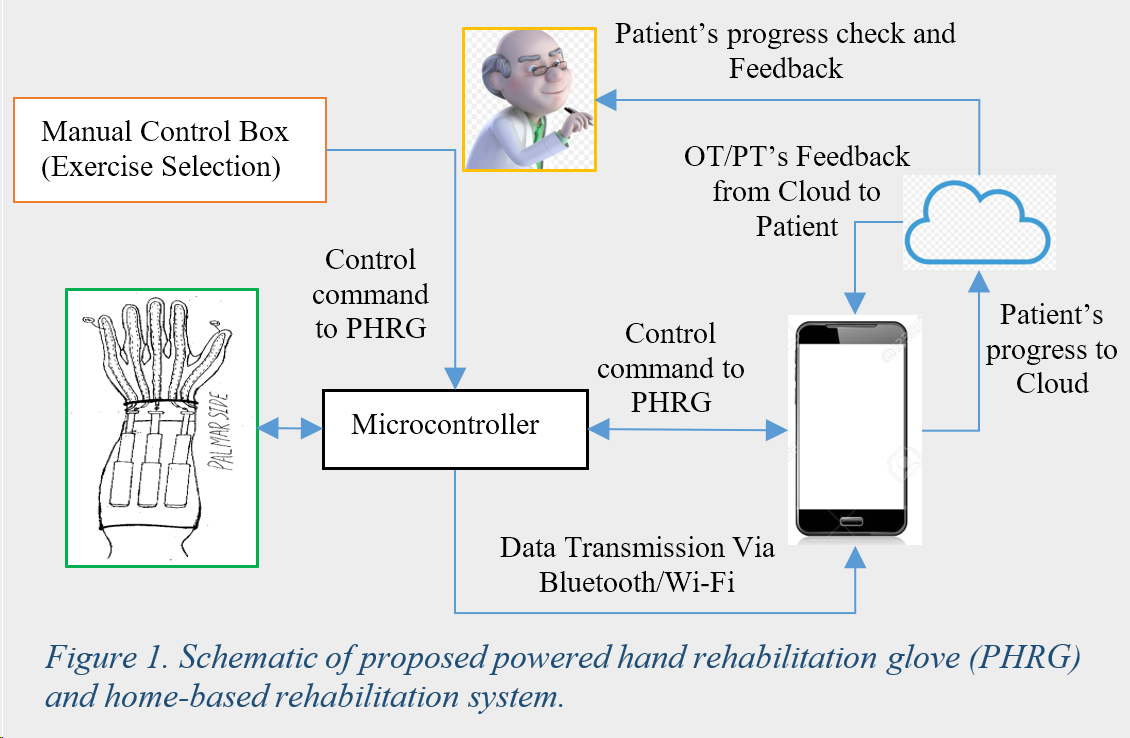 Patient’s progress check and
Feedback
Manual Control Box
(Exercise Selection)
OT/PT’s Feedback
from Cloud to
Patient
Control
command
to PHRG
Patient’s
progress to
Cloud
Control
command to
PHRG
PALMAR SIDE
Microcontroller
Data Transmission Via
Bluetooth/Wi-Fi
Figure 1. Schematic of proposed powered hand rehabilitation glove (PHRG)
and home-based rehabilitation system.